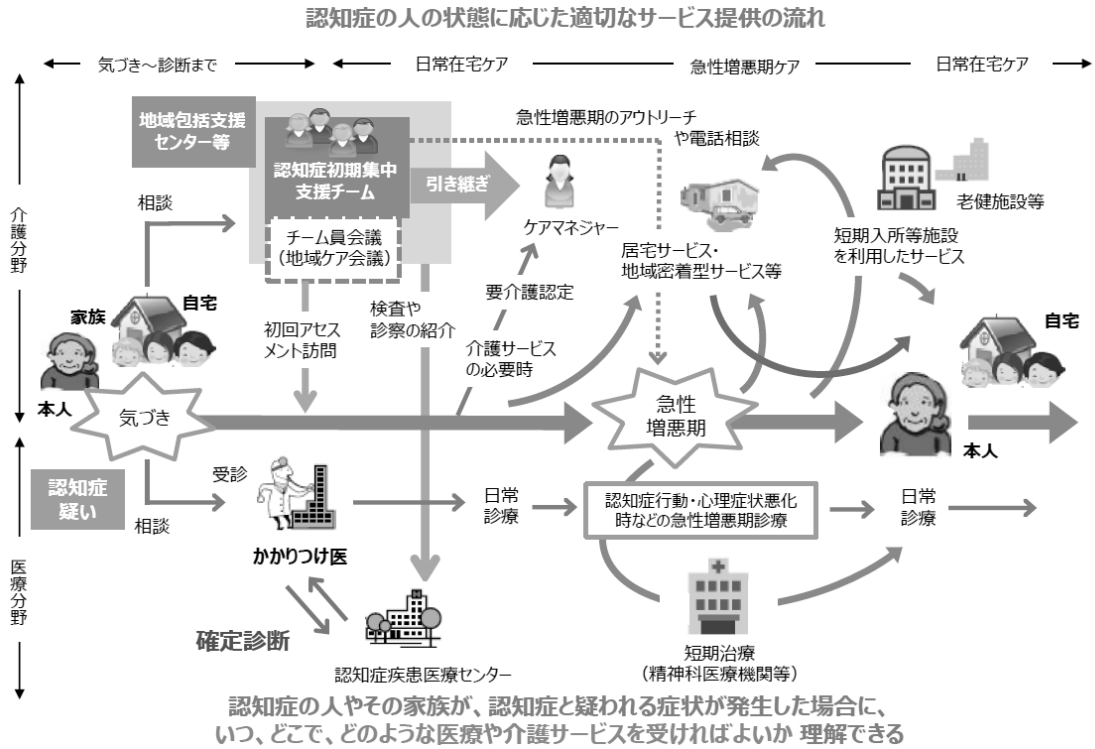 認知症の人の状態に応じた適切なサービス提供の流れ
気づき～診断まで
日常在宅ケア
急性増悪期ケア
日常在宅ケア
介護分野
医療分野
地域包括支援
センター等
認知症初期集中
支援チーム
チーム員会議
（地域ケア会議）
引き継ぎ
急性増悪期のアウトリーチ
や電話相談
ケアマネジャー
居宅サービス・
地域密着型サービス等
老健施設等
短期入所等施設
を利用したサービス
相談
家族
自宅
本人
気づき
初回アセス
メント訪問
検査や
診察の紹介
要介護認定
介護サービス
の必要時
急性
増悪期
自宅
本人
認知症
疑い
相談
受診
かかりつけ医
日常
診療
認知症行動・心理症状悪化
時などの急性増悪期診療
日常
診療
確定診断
認知症疾患医療センター
短期治療
（精神科医療機関等）
認知症の人やその家族が、認知症と疑われる症状が発生した場合に、
いつ、どこで、どのような医療や介護サービスを受ければよいか 理解できる